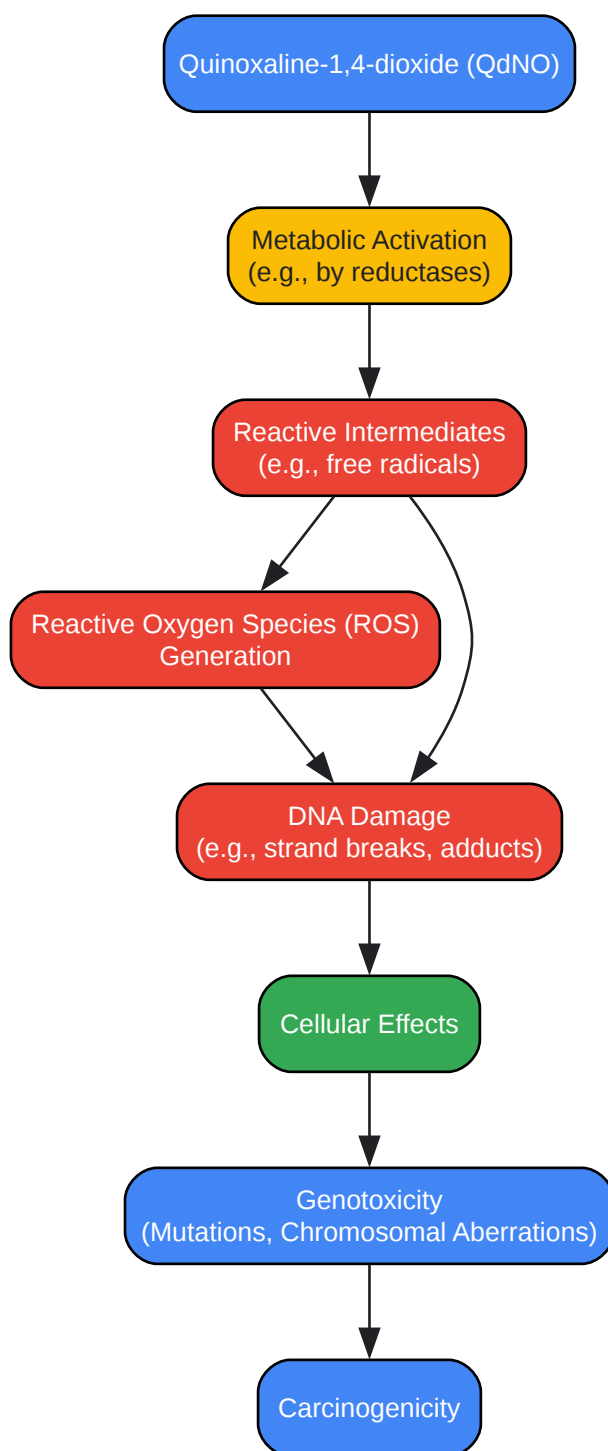 Quinoxaline-1,4-dioxide (QdNO)
Metabolic Activation
(e.g., by reductases)
Reactive Intermediates
(e.g., free radicals)
Reactive Oxygen Species (ROS)
Generation
DNA Damage
(e.g., strand breaks, adducts)
Cellular Effects
Genotoxicity
(Mutations, Chromosomal Aberrations)
Carcinogenicity